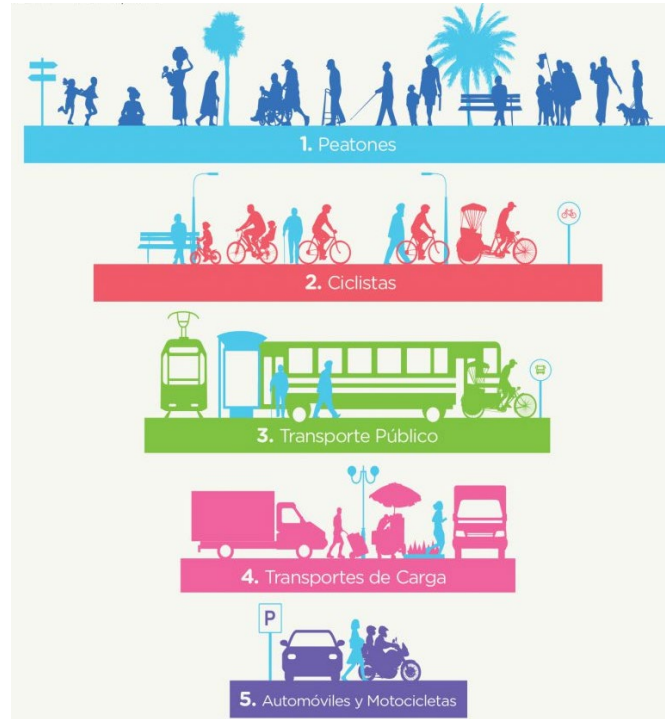 1. Peatones
2. Ciclistas
3. Transporte Público
4. Transportes de Carga
P
5. Automóviles y Motocicletas